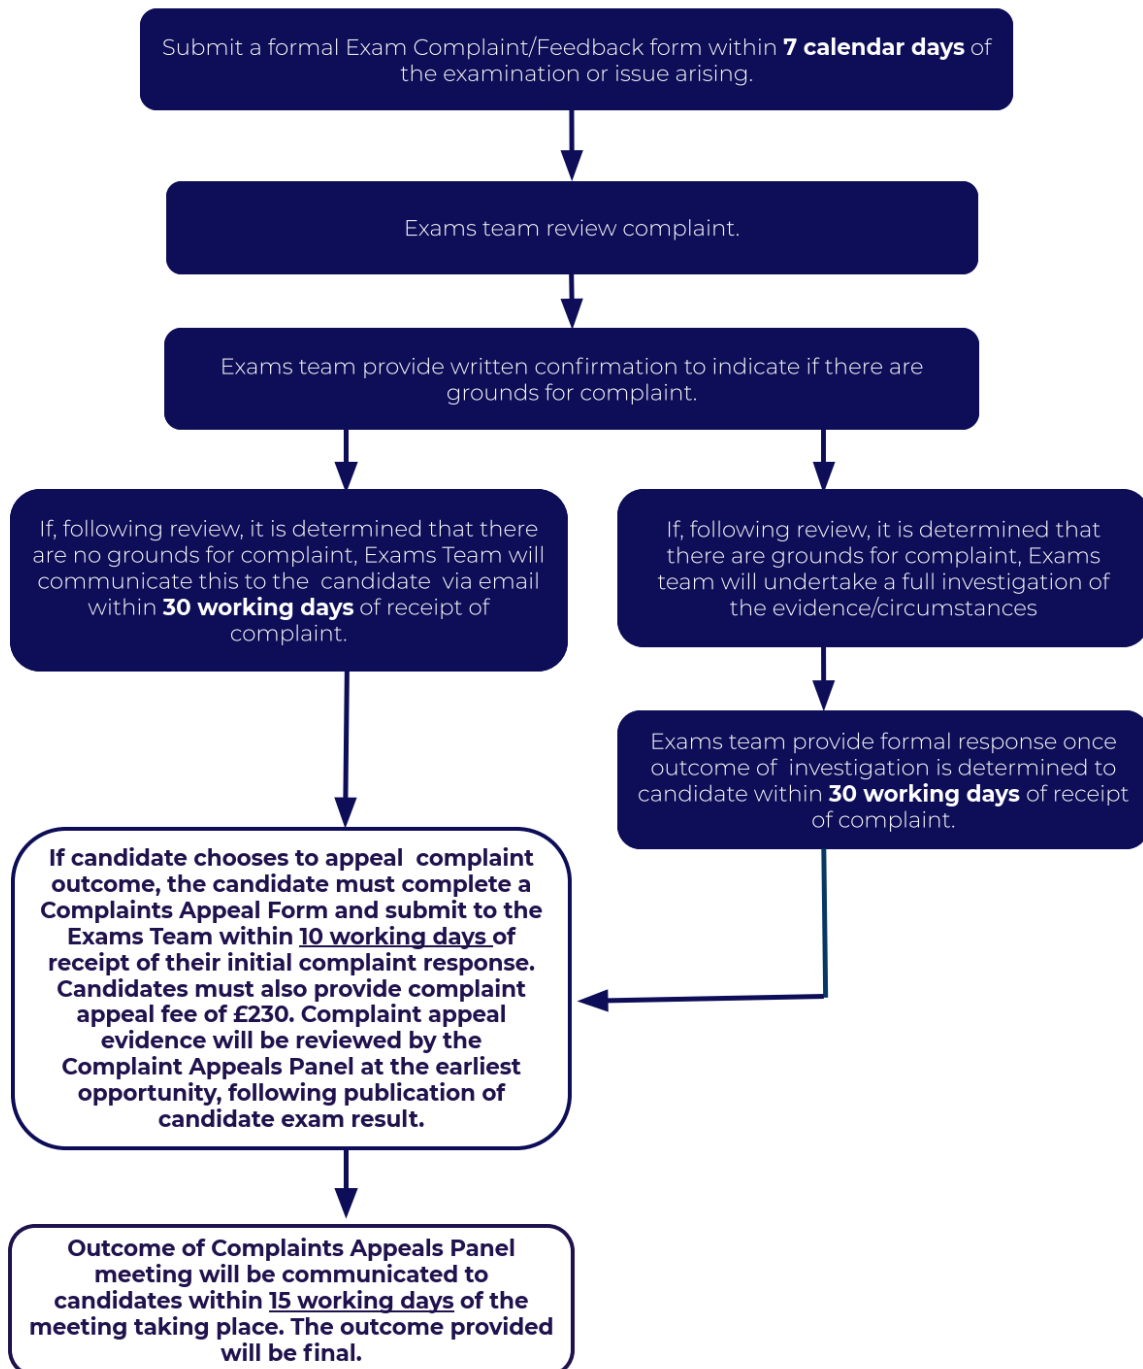 Submit a formal Exam Complaint/Feedback form within 7 calendar days of
the examination or issue arising.
Exams team review complaint.
Exams team provide written confirmation to indicate if there are
grounds for complaint.
If, following review, it is determined that there
are no grounds for complaint, Exams Team will
communicate this to the candidate via email
within 30 working days of receipt of
complaint.
If, following review, it is determined that
there are grounds for complaint, Exams
team will undertake a full investigation of
the evidence/circumstances
Exams team provide formal response once
outcome of investigation is determined to
candidate within 30 working days of receipt
of complaint.
If candidate chooses to appeal complaint
outcome, the candidate must complete a
Complaints Appeal Form and submit to the
Exams Team within 10 working days of
receipt of their initial complaint response.
Candidates must also provide complaint
appeal fee of £230. Complaint appeal
evidence will be reviewed by the
Complaint Appeals Panel at the earliest
opportunity, following publication of
candidate exam result.
Outcome of Complaints Appeals Panel
meeting will be communicated to
candidates within 15 working days of the
meeting taking place. The outcome provided
will be final.